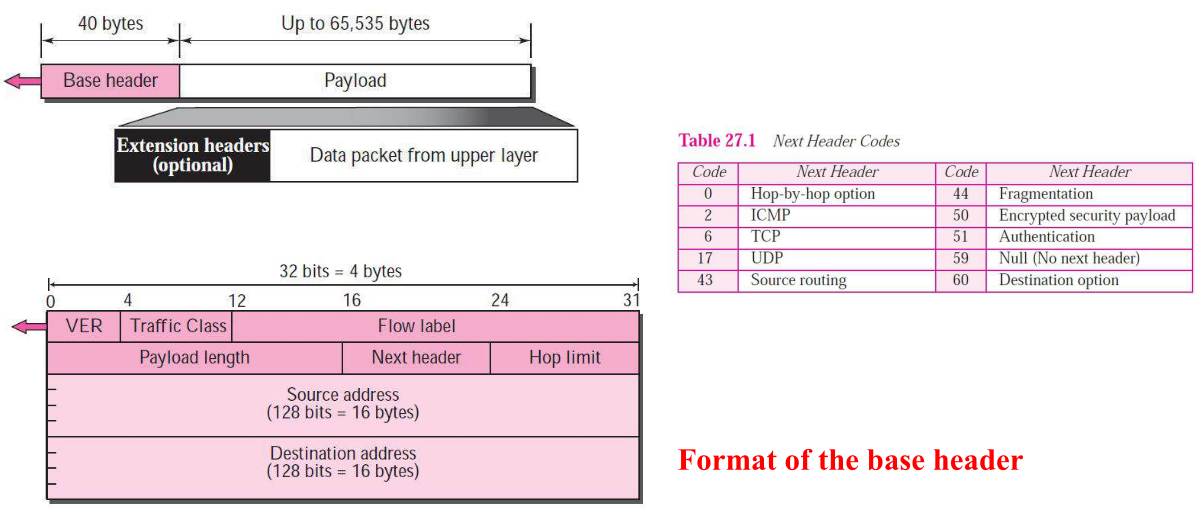 40 bytes
Up to 65,535 bytes
Base header
Payload
Extension headers
(optional)
Data packet from upper layer
Table 27.1 Next Header Codes
Code Next Header Code Next Header
0 Hop-by-hop option 44 Fragmentation
2 ICMP 50 Encrypted security payload
6 TCP 51 Authentication
17 UDP 59 Null (No next header)
43 Source routing 60 Destination option
32 bits = 4 bytes
0 4 12 16 24 31
VER Traffic Class Flow label
Payload length Next header Hop limit
Source address
(128 bits = 16 bytes)
Destination address
(128 bits = 16 bytes)
Format of the base header